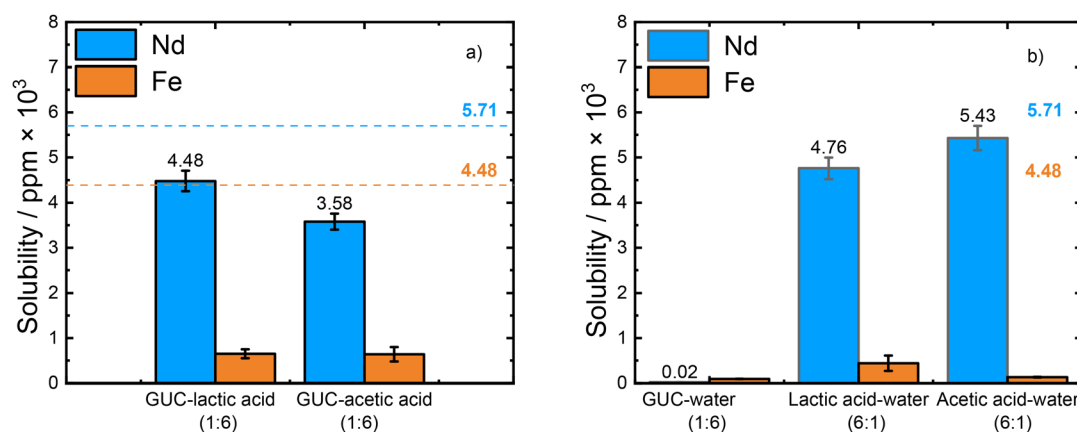 8
7
6
5
4
3
2
1
0
Solubility / ppm × 10³
Nd
Fe
a)
5.71
4.48
4.48
3.58
GUC-lactic acid
(1:6)
GUC-acetic acid
(1:6)
8
7
6
5
4
3
2
1
0
Solubility / ppm × 10³
Nd
Fe
b)
5.71
4.48
0.02
4.76
5.43
GUC-water
(1:6)
Lactic acid-water
(6:1)
Acetic acid-water
(6:1)